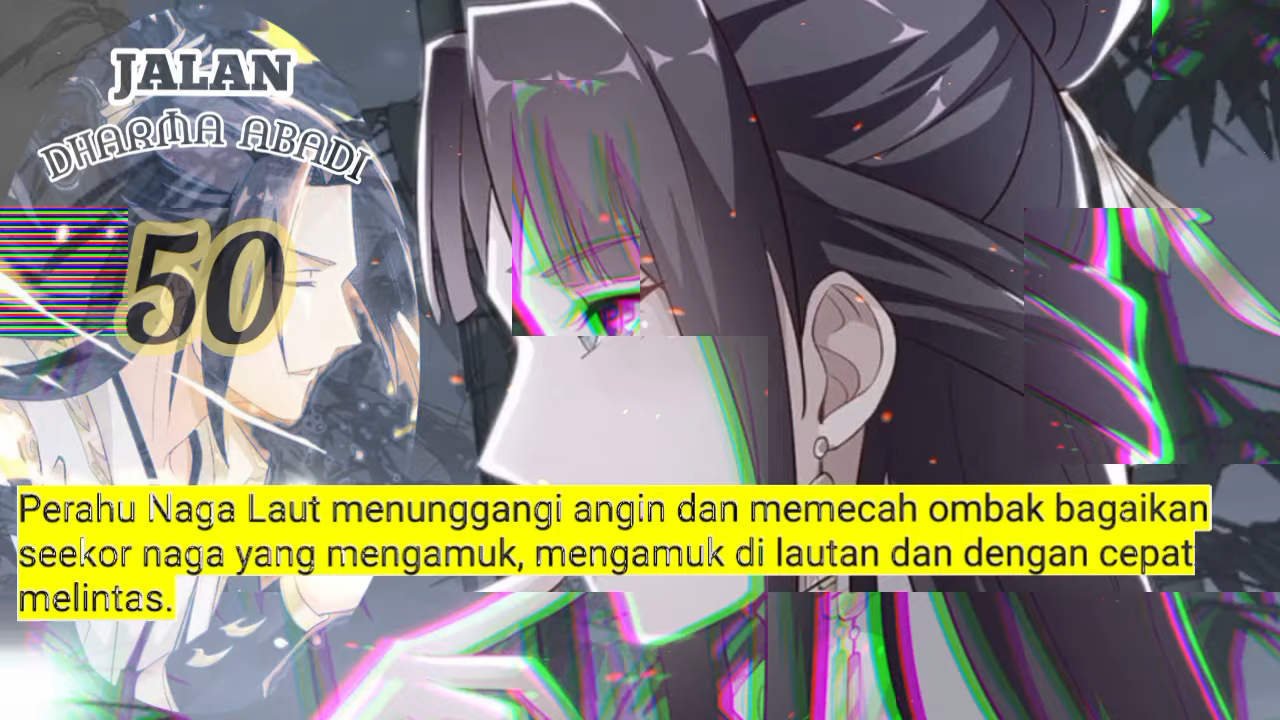 JALAN
DHARMA ABADI
50
Perahu Naga Laut menunggangi angin dan memecah ombak bagaikan
seekor naga yang mengamuk, mengamuk di lautan dan dengan cepat
melintas.